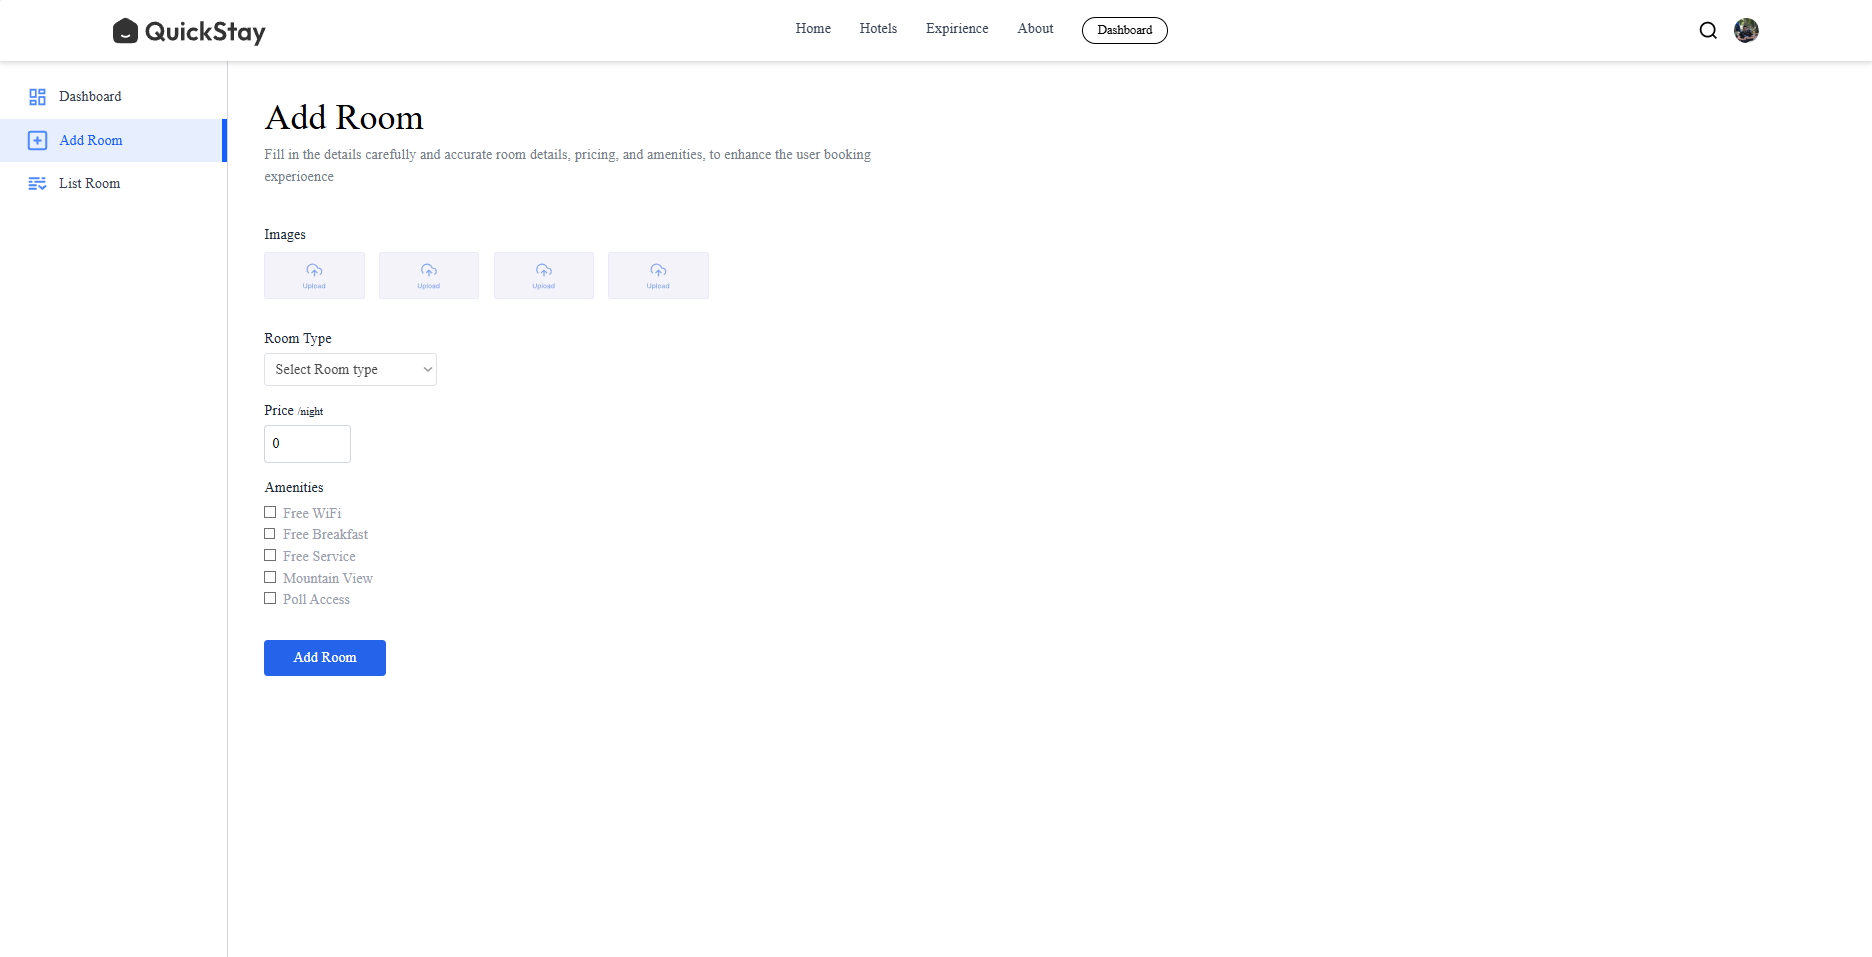 QuickStay
Home Hotels Expirience About Dashboard
Dashboard
Add Room
List Room
Add Room
Fill in the details carefully and accurate room details, pricing, and amenities, to enhance the user booking
experioence
Images
Upload Upload Upload Upload
Room Type
Select Room type
Price /night
0
Amenities
Free WiFi
Free Breakfast
Free Service
Mountain View
Poll Access
Add Room